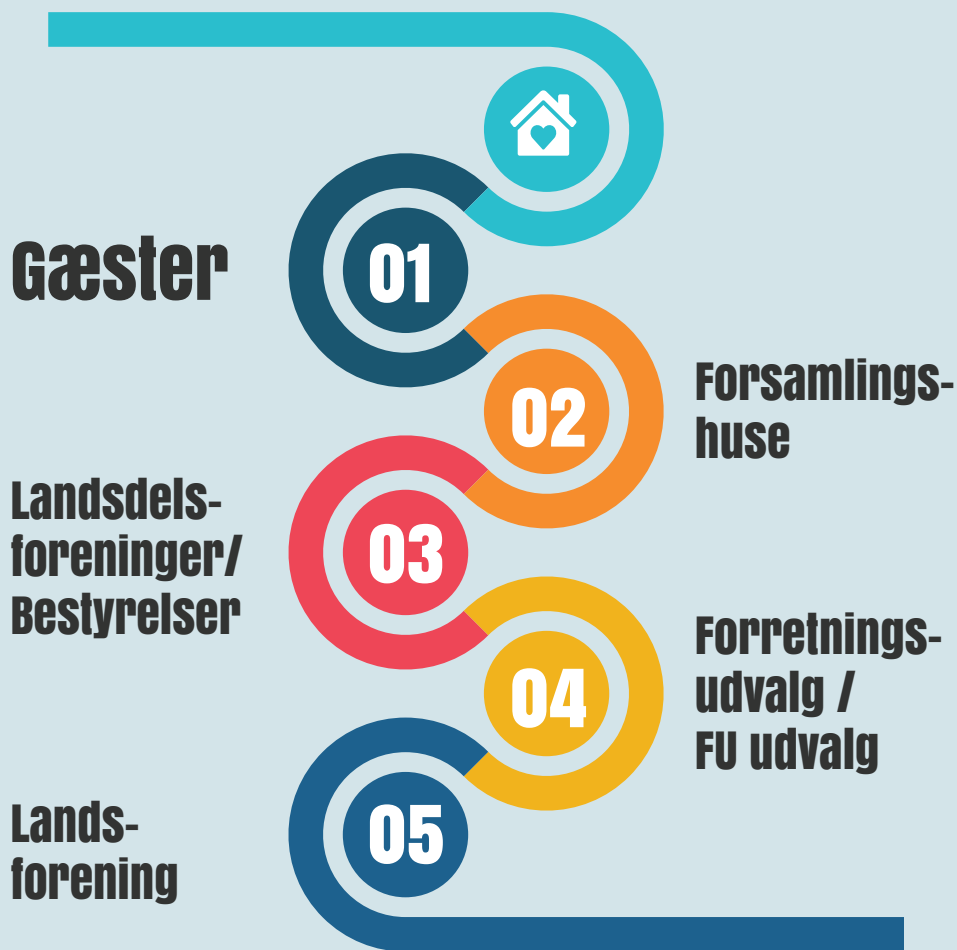 Gæster
01
02
Forsamlings-
huse
Landsdels-
foreninger/
Bestyrelser
03
04
Forretnings-
udvalg /
FU udvalg
Lands-
forening
05